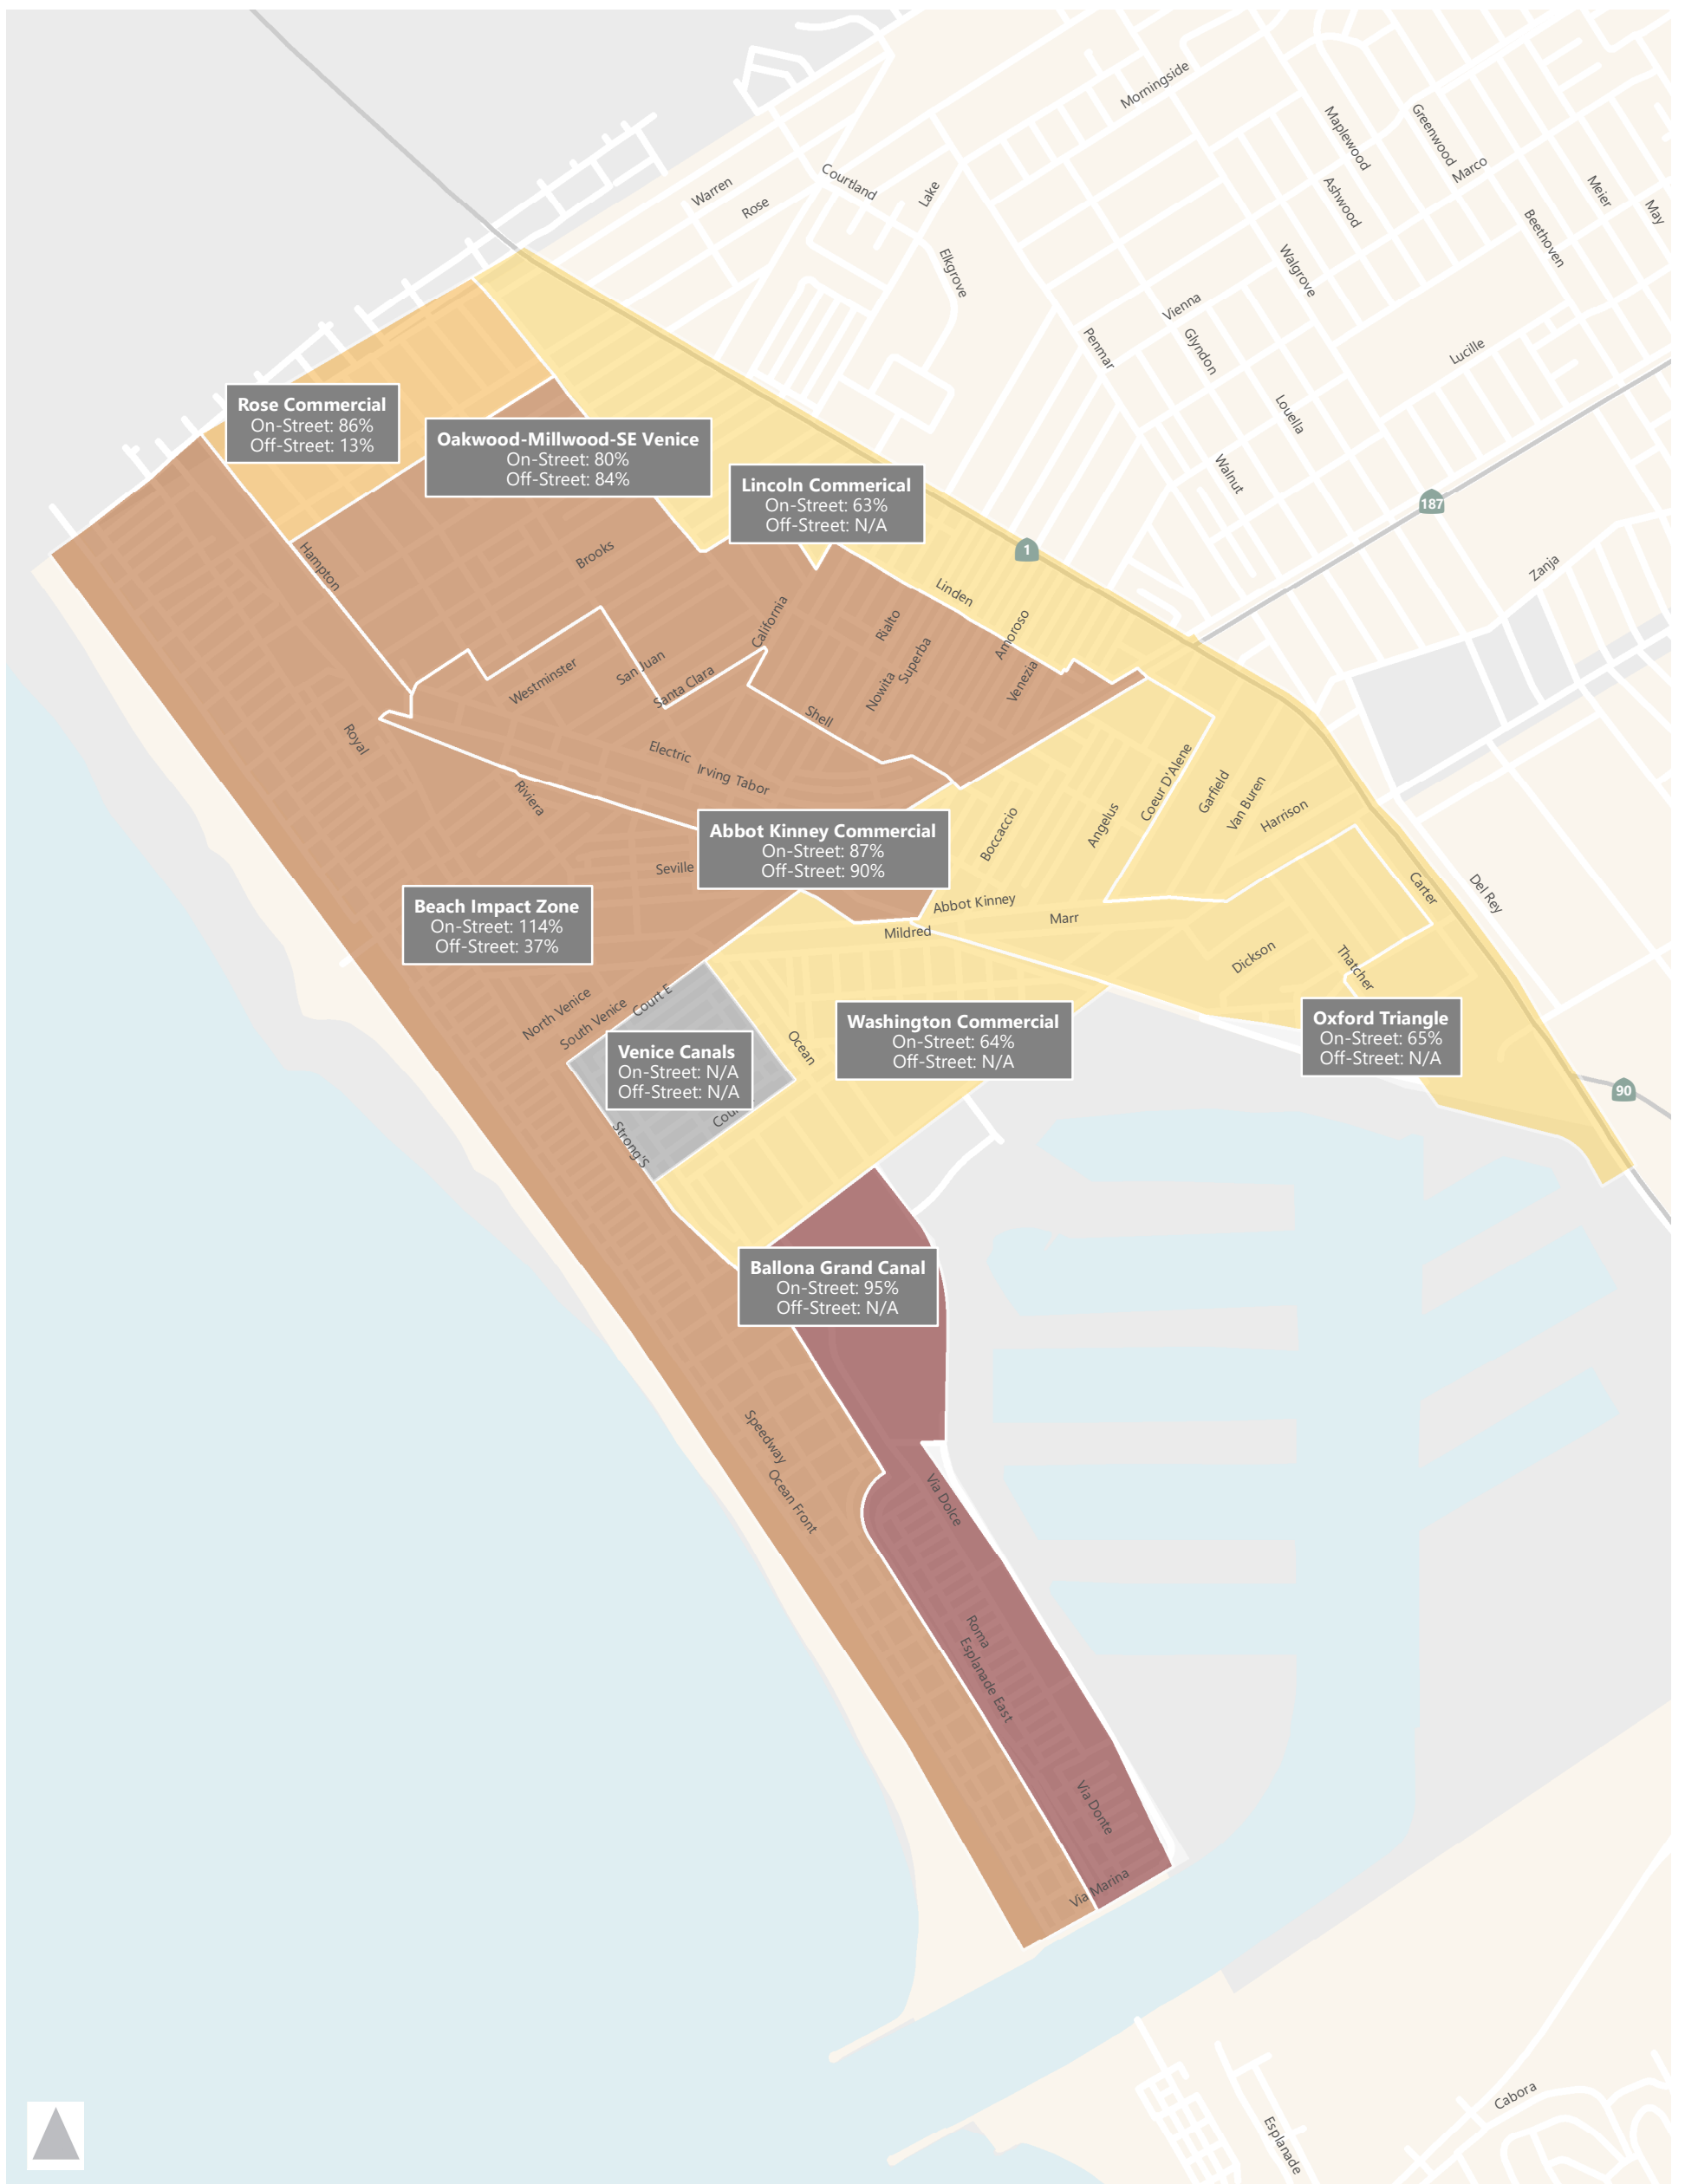 Morningside
Maplewood
Greenwood
Marco
Meier
May
Ashwood
Beethoven
Warren
Rose
Courtland
Lake
Elkgrove
Walgrove
Vienna
Glyndon
Penmar
Lucille
Louella
Walnut
187
Zanja
1
Rose Commercial
On-Street: 86%
Off-Street: 13%
Oakwood-Millwood-SE Venice
On-Street: 80%
Off-Street: 84%
Lincoln Commerical
On-Street: 63%
Off-Street: N/A
Hampton
Brooks
California
Linden
Rialto
Superba
Amoroso
Nowita
Venezia
Westminster
San Juan
Santa Clara
Shell
Royal
Electric
Irving Tabor
Riviera
Coeur D'Alene
Garfield
Van Buren
Harrison
Angelus
Boccaccio
Abbot Kinney Commercial
On-Street: 87%
Off-Street: 90%
Seville
Beach Impact Zone
On-Street: 114%
Off-Street: 37%
Abbot Kinney
Marr
Mildred
Carter
Del Rey
Dickson
Thatcher
North Venice
South Venice
Court E
Ocean
Venice Canals
On-Street: N/A
Off-Street: N/A
Washington Commercial
On-Street: 64%
Off-Street: N/A
Oxford Triangle
On-Street: 65%
Off-Street: N/A
90
Strong'S
Ballona Grand Canal
On-Street: 95%
Off-Street: N/A
Speedway
Ocean Front
Via Dolce
Roma
Esplanade East
Via Donte
Via Marina
Cabora
Esplanade